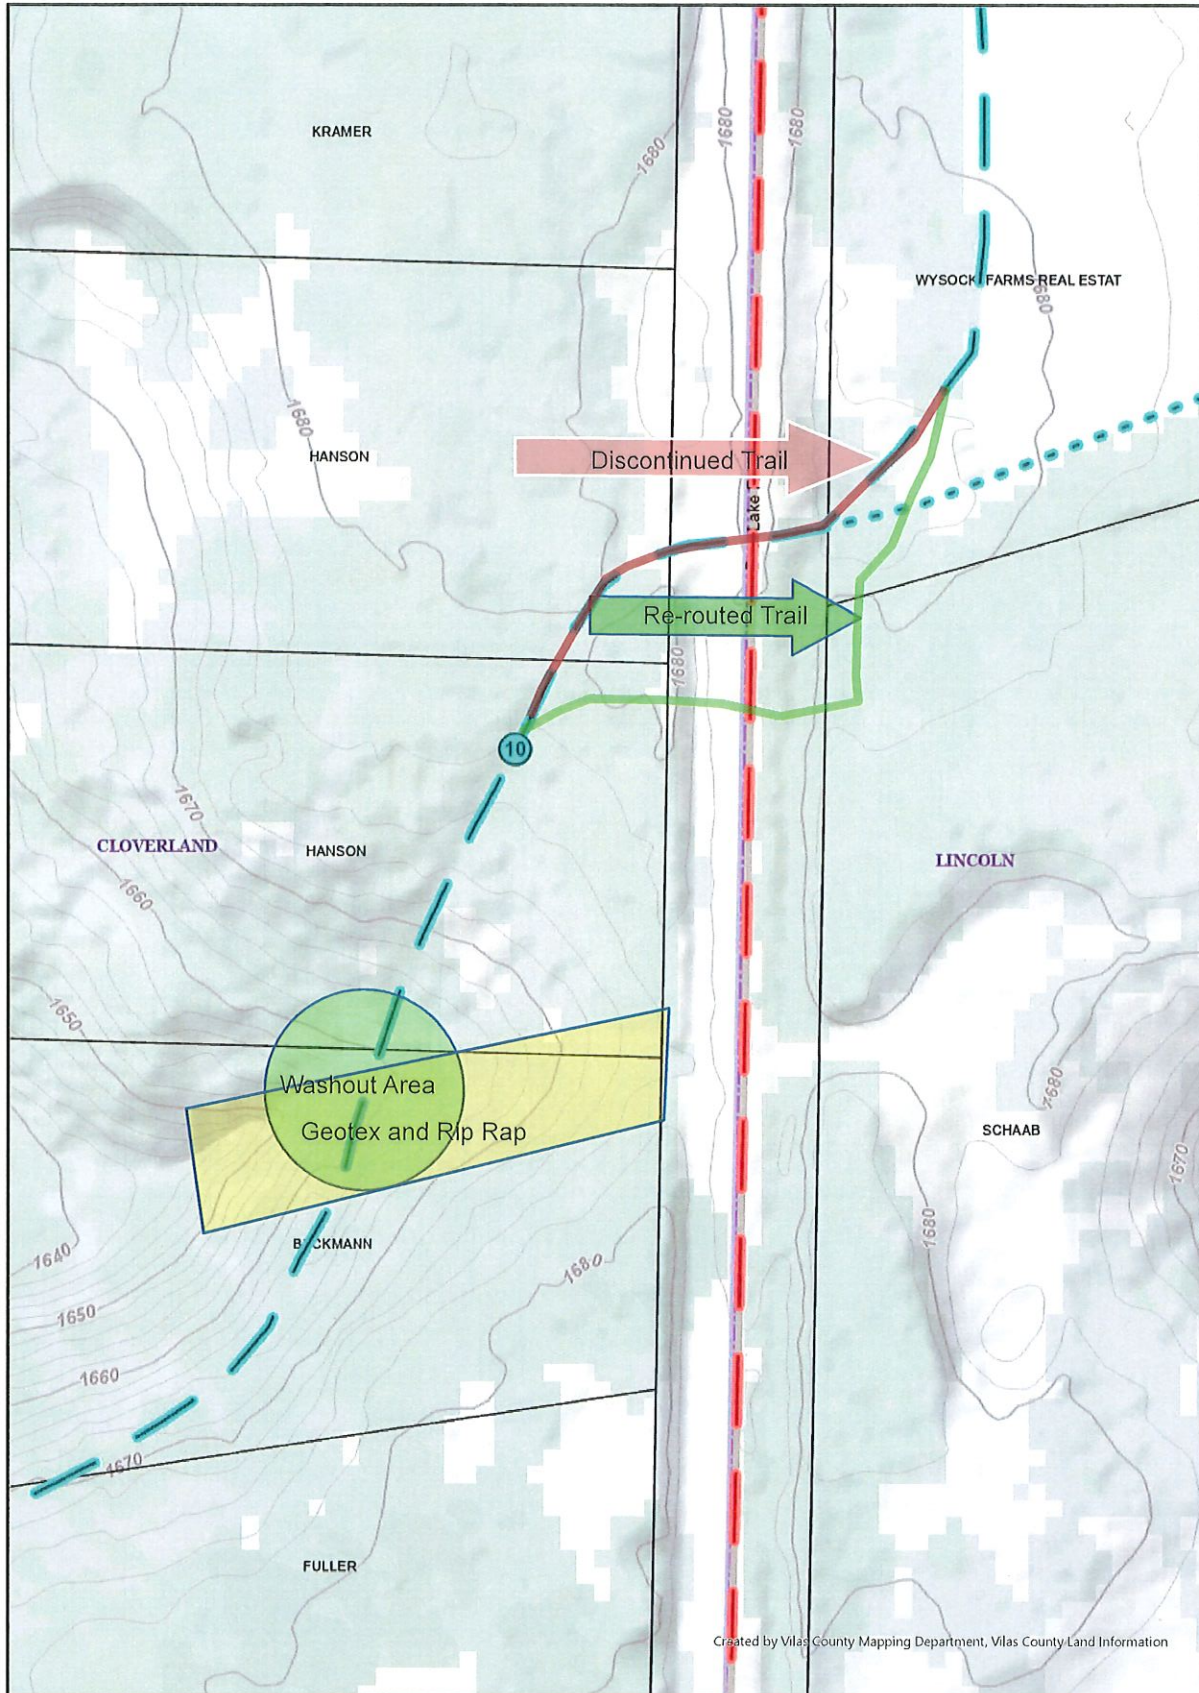 KRAMER
1680
1680
1680
WYSOCK FARMS REAL ESTAT
1680
1680
HANSON
Discontinued Trail
Lake
Re-routed Trail
1680
10
1670
CLOVERLAND
HANSON
LINCOLN
1660
1650
Washout Area
1680
Geotex and Rip Rap
SCHAAB
1670
1680
1640
1680
1650
1660
1670
FULLER
Created by Vilas County Mapping Department, Vilas County Land Information